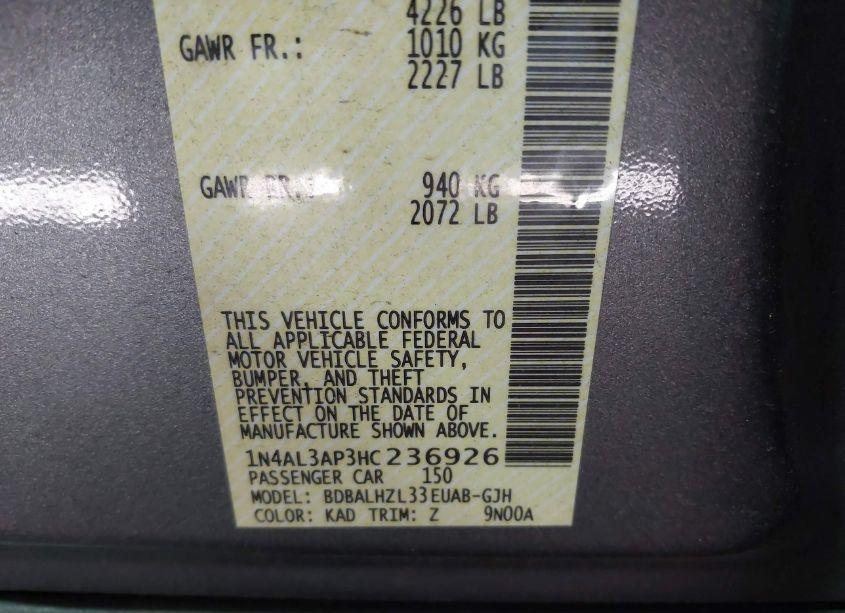 4226 LB
GAWR FR.: 1010 KG
2227 LB
GAWR RR.: 940 KG
2072 LB
THIS VEHICLE CONFORMS TO
ALL APPLICABLE FEDERAL
MOTOR VEHICLE SAFETY,
BUMPER, AND THEFT
PREVENTION STANDARDS IN
EFFECT ON THE DATE OF
MANUFACTURE SHOWN ABOVE.
1N4AL3AP3HC236926
PASSENGER CAR 150
MODEL: BDBALHZL33EUAB-GJH
COLOR: KAD TRIM: Z 9N00A